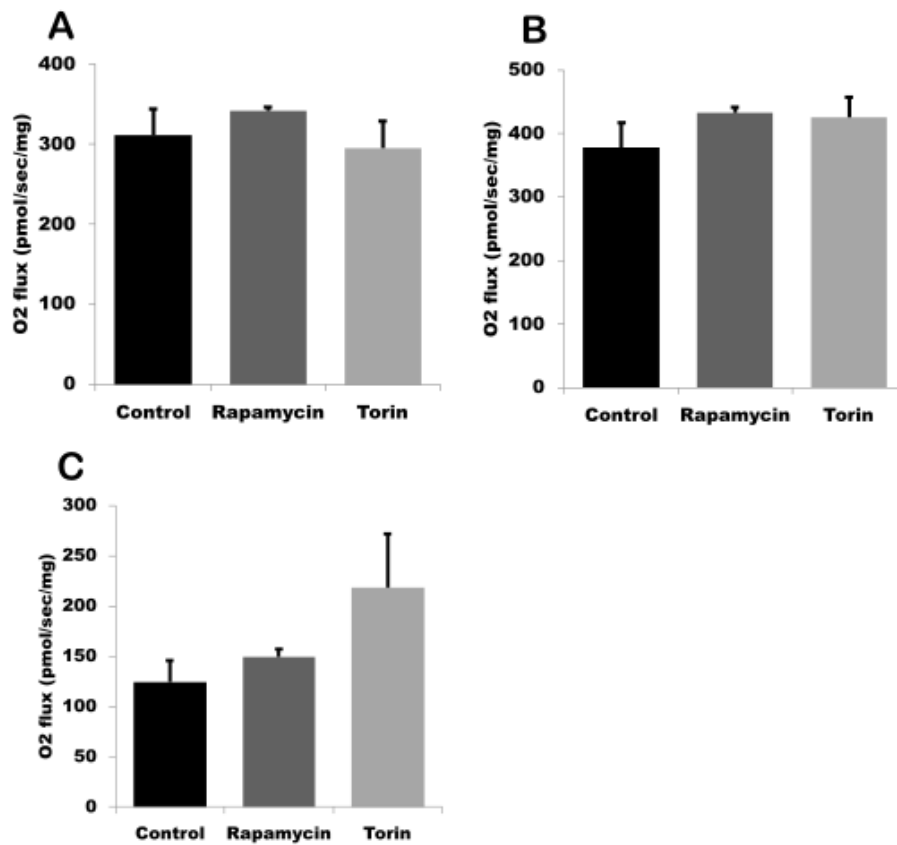 A
O2 flux (pmol/sec/mg)
400
300
200
100
0
Control Rapamycin Torin
B
O2 flux (pmol/sec/mg)
500
400
300
200
100
0
Control Rapamycin Torin
C
O2 flux (pmol/sec/mg)
300
250
200
150
100
50
0
Control Rapamycin Torin